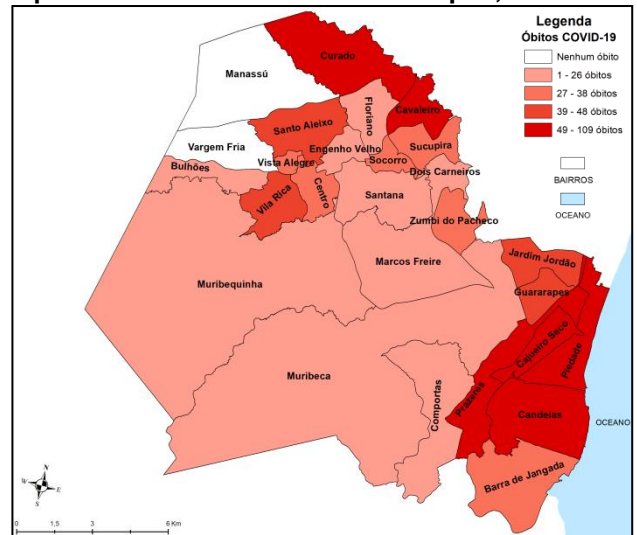 Legenda
Óbitos COVID-19
Nenhum óbito
1 - 26 óbitos
27 - 38 óbitos
39 - 48 óbitos
49 - 109 óbitos
BAIRROS
OCEANO
Curado
Manassú
Floriano
Cavaleiro
Santo Aleixo
Sucupira
Vargem Fria
Engenho Velho
Vista Alegre
Socorro
Bulhões
Dois Carneiros
Vila Rica
Centro
Santana
Zumbi do Pacheco
Jardim Jordão
Marcos Freire
Muribequinha
Guararapes
Cajueiro Seco
Piedade
Muribeca
Comportas
Prazeres
Candeias
OCEANO
Barra de Jangada
N
W
E
S
0 1,5 3 6 Km